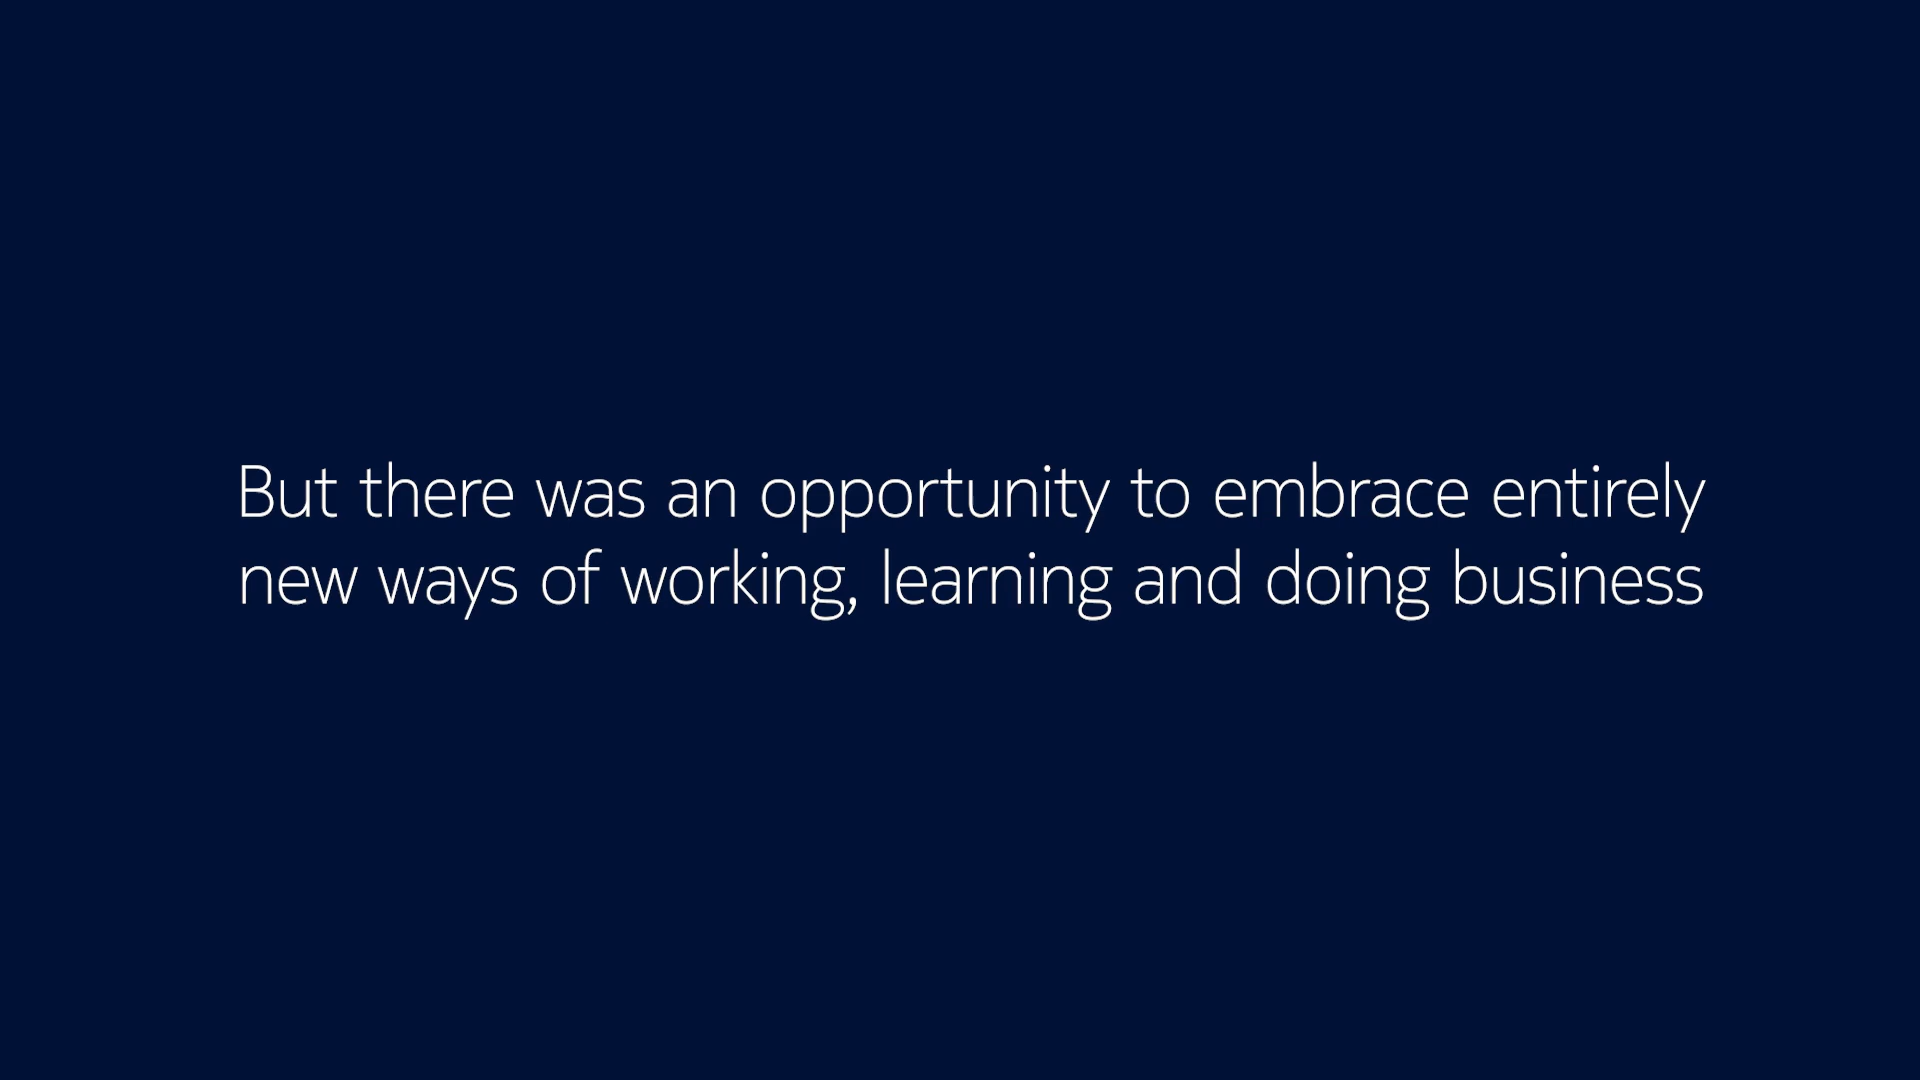 But there was an opportunity to embrace entirely
new ways of working, learning and doing business